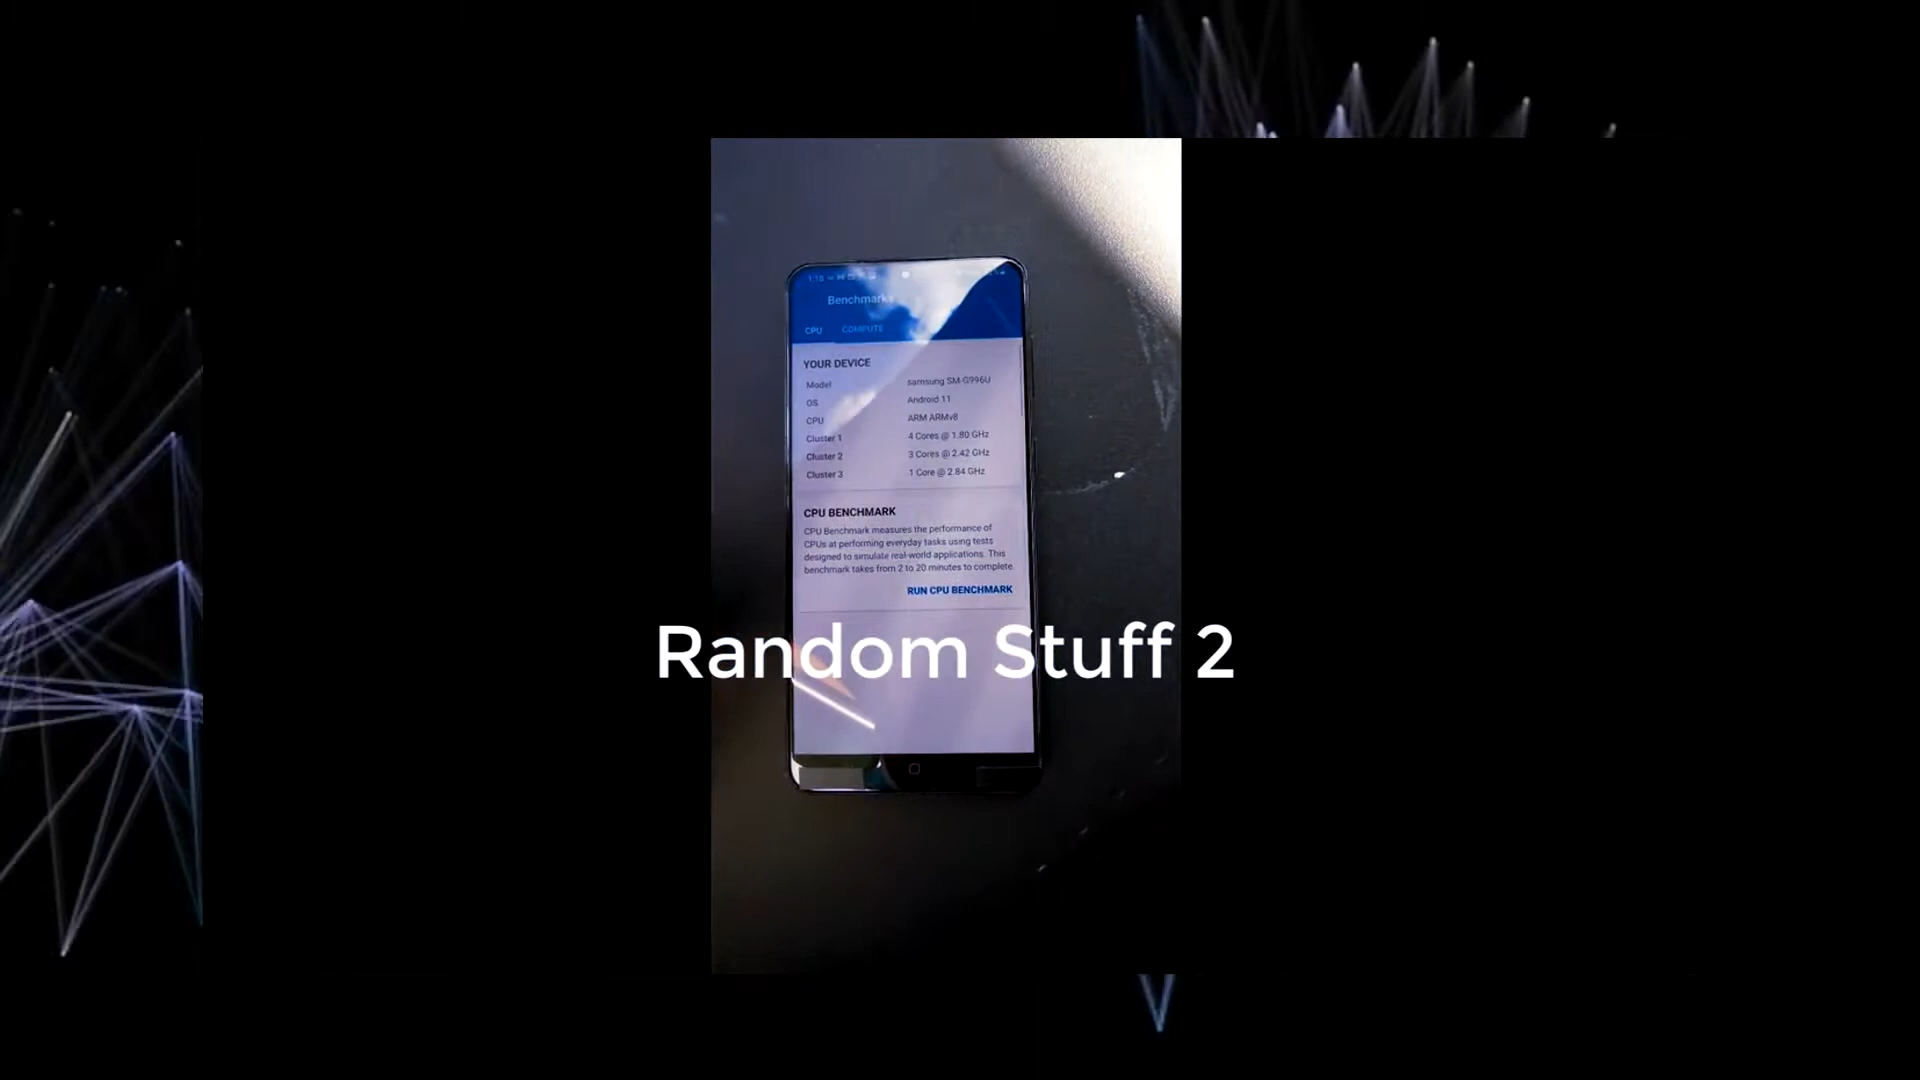 1:18
Benchmarks
CPU COMPUTE
YOUR DEVICE
Model samsung SM-G996U
OS Android 11
CPU ARM ARMv8
Cluster 1 4 Cores @ 1.80 GHz
Cluster 2 3 Cores @ 2.42 GHz
Cluster 3 1 Core @ 2.84 GHz
CPU BENCHMARK
CPU Benchmark measures the performance of
CPUs at performing everyday tasks using tests
designed to simulate real-world applications. This
benchmark takes from 2 to 20 minutes to complete.
RUN CPU BENCHMARK
Random Stuff 2